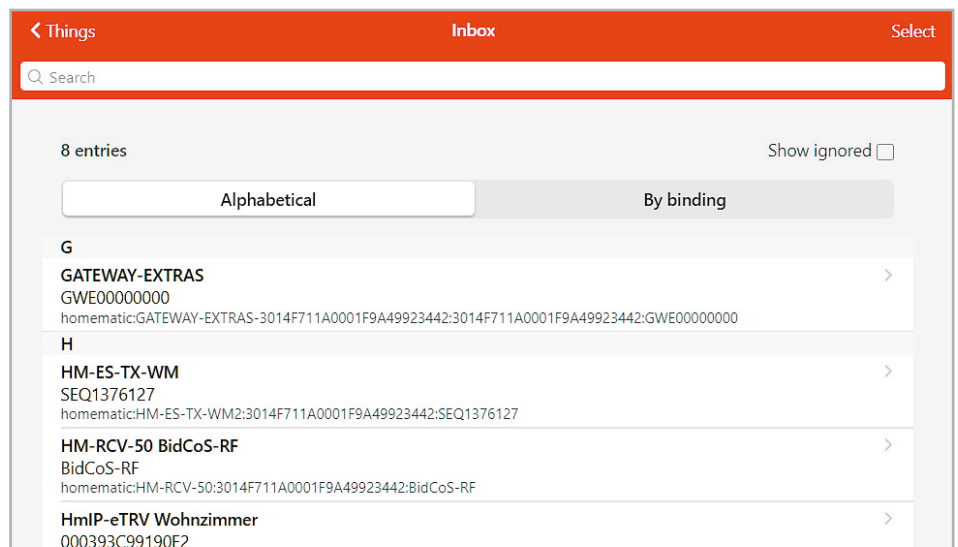 Things
Inbox
Select
Search
8 entries
Show ignored
Alphabetical
By binding
G
GATEWAY-EXTRAS
GWE00000000
homematic:GATEWAY-EXTRAS-3014F711A0001F9A49923442:3014F711A0001F9A49923442:GWE00000000
H
HM-ES-TX-WM
SEQ1376127
homematic:HM-ES-TX-WM2:3014F711A0001F9A49923442:SEQ1376127
HM-RCV-50 BidCoS-RF
BidCoS-RF
homematic:HM-RCV-50:3014F711A0001F9A49923442:BidCoS-RF
HmIP-eTRV Wohnzimmer
000393C99190E2